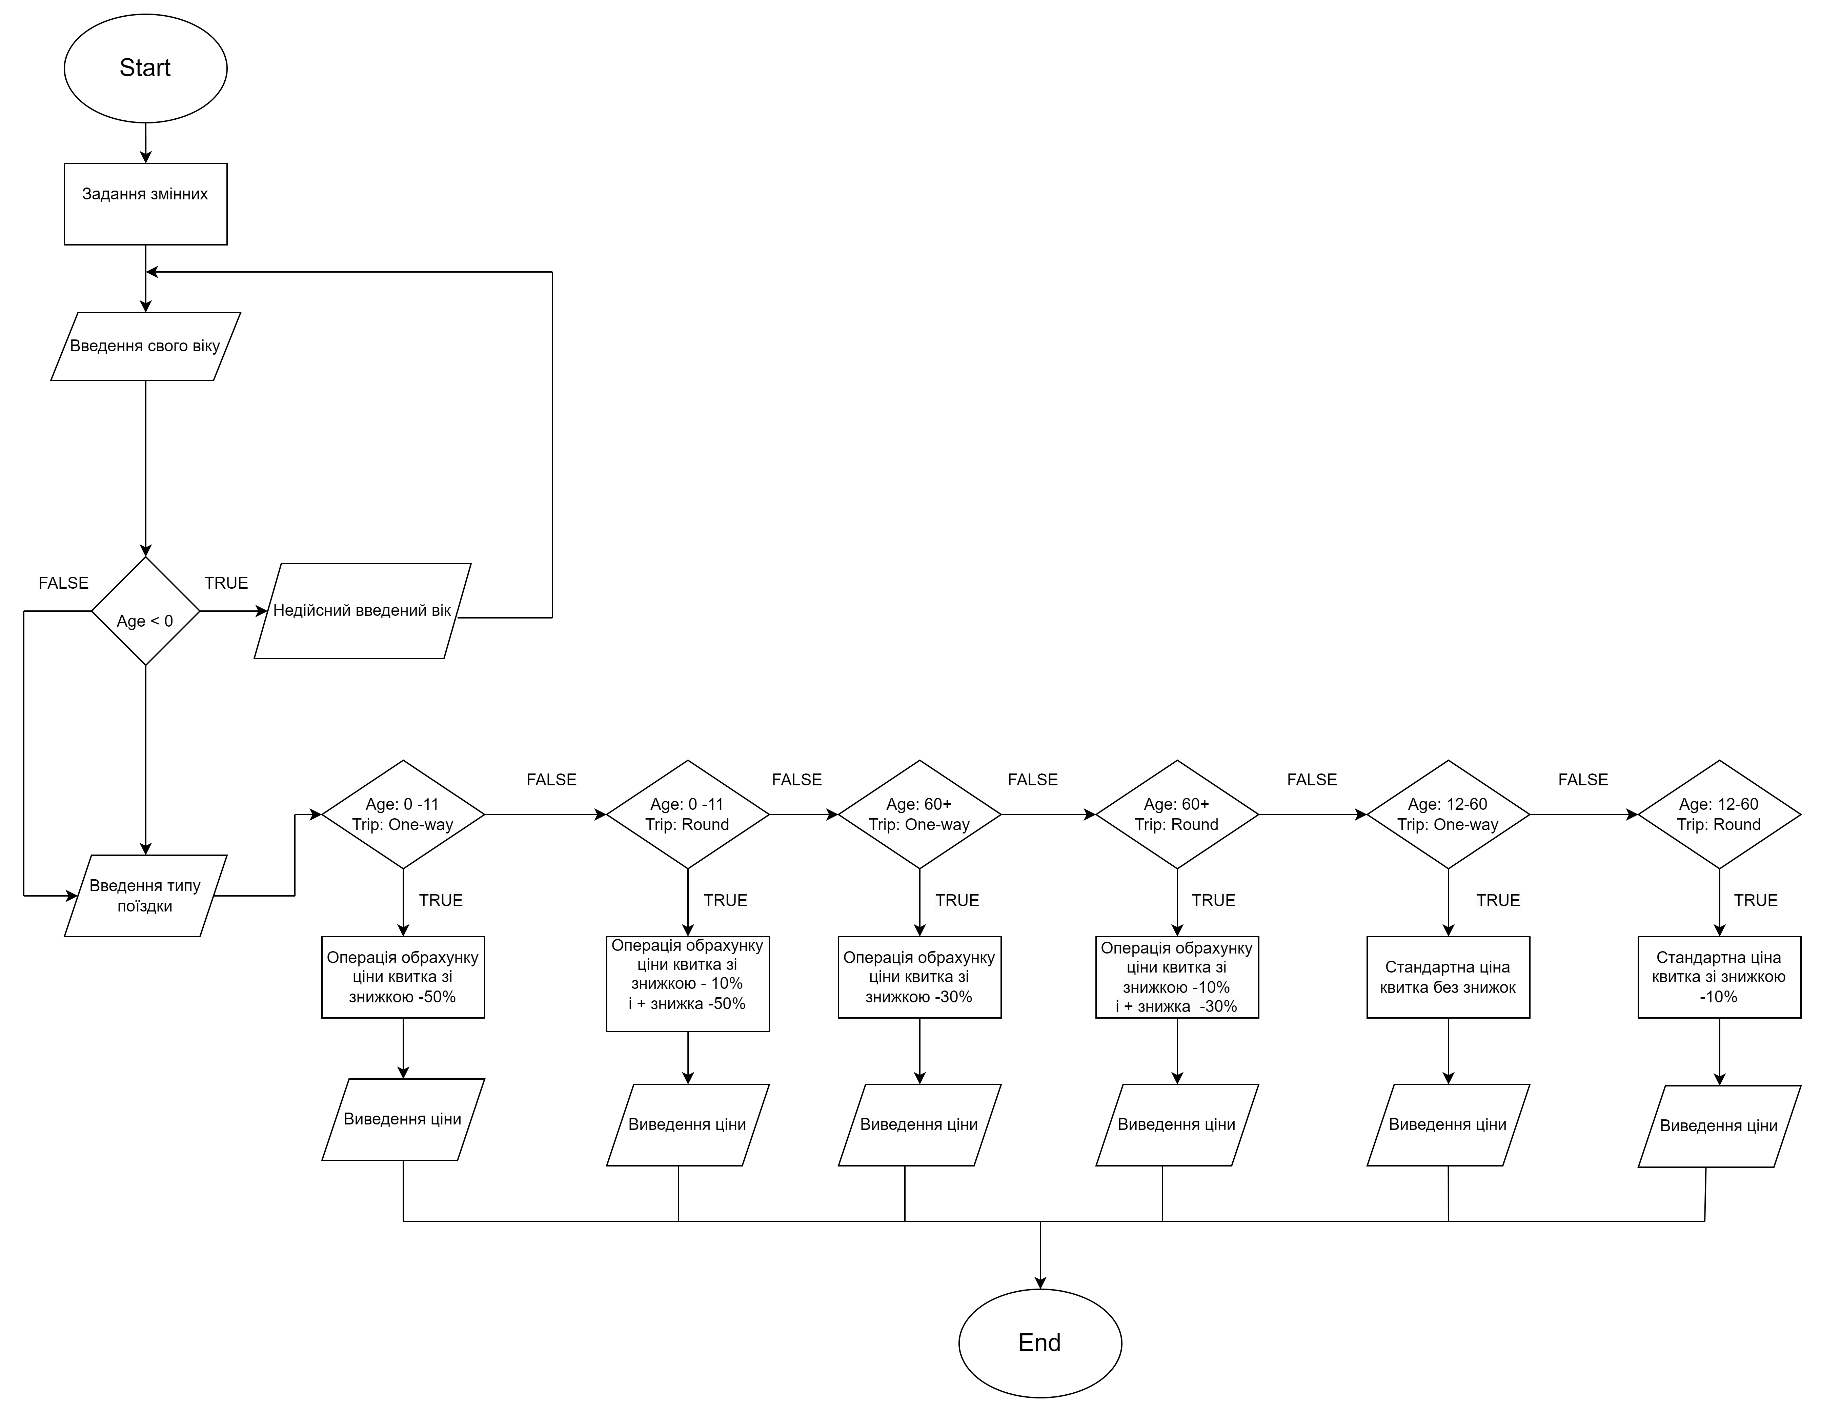 Start
Задання змінних
Введення свого віку
FALSE
TRUE
Age < 0
Недійсний введений вік
Введення типу
поїздки
Age: 0 -11
Trip: One-way
FALSE
Age: 0 -11
Trip: Round
FALSE
Age: 60+
Trip: One-way
FALSE
Age: 60+
Trip: Round
FALSE
Age: 12-60
Trip: One-way
FALSE
Age: 12-60
Trip: Round
TRUE
TRUE
TRUE
TRUE
TRUE
TRUE
Операція обрахунку
ціни квитка зі
знижкою -50%
Операція обрахунку
ціни квитка зі
знижкою - 10%
і + знижка -50%
Операція обрахунку
ціни квитка зі
знижкою -30%
Операція обрахунку
ціни квитка зі
знижкою -10%
і + знижка -30%
Стандартна ціна
квитка без знижок
Стандартна ціна
квитка зі знижкою
-10%
Виведення ціни
Виведення ціни
Виведення ціни
Виведення ціни
Виведення ціни
Виведення ціни
End